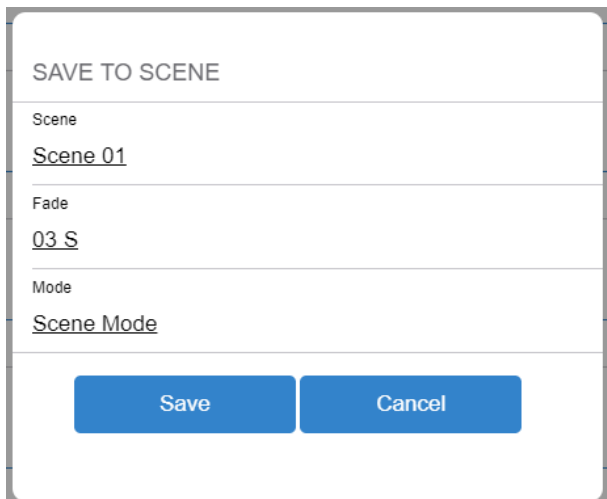 SAVE TO SCENE
Scene
Scene 01
Fade
03 S
Mode
Scene Mode
Save Cancel